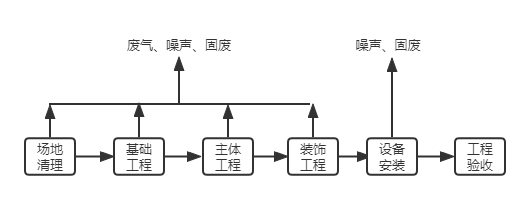 废气、噪声、固废
噪声、固废
场地
清理
基础
工程
主体
工程
装饰
工程
设备
安装
工程
验收